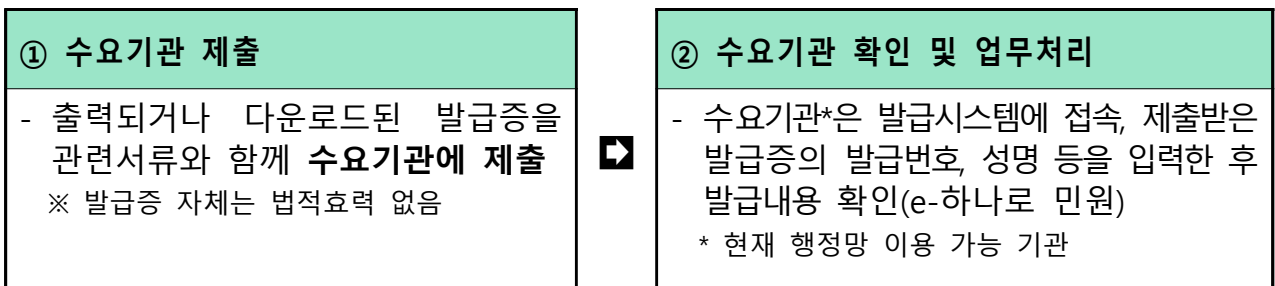 ① 수요기관 제출
- 출력되거나 다운로드된 발급증을
관련서류와 함께 수요기관에 제출
※ 발급증 자체는 법적효력 없음
② 수요기관 확인 및 업무처리
- 수요기관*은 발급시스템에 접속, 제출받은
발급증의 발급번호, 성명 등을 입력한 후
발급내용 확인(e-하나로 민원)
* 현재 행정망 이용 가능 기관